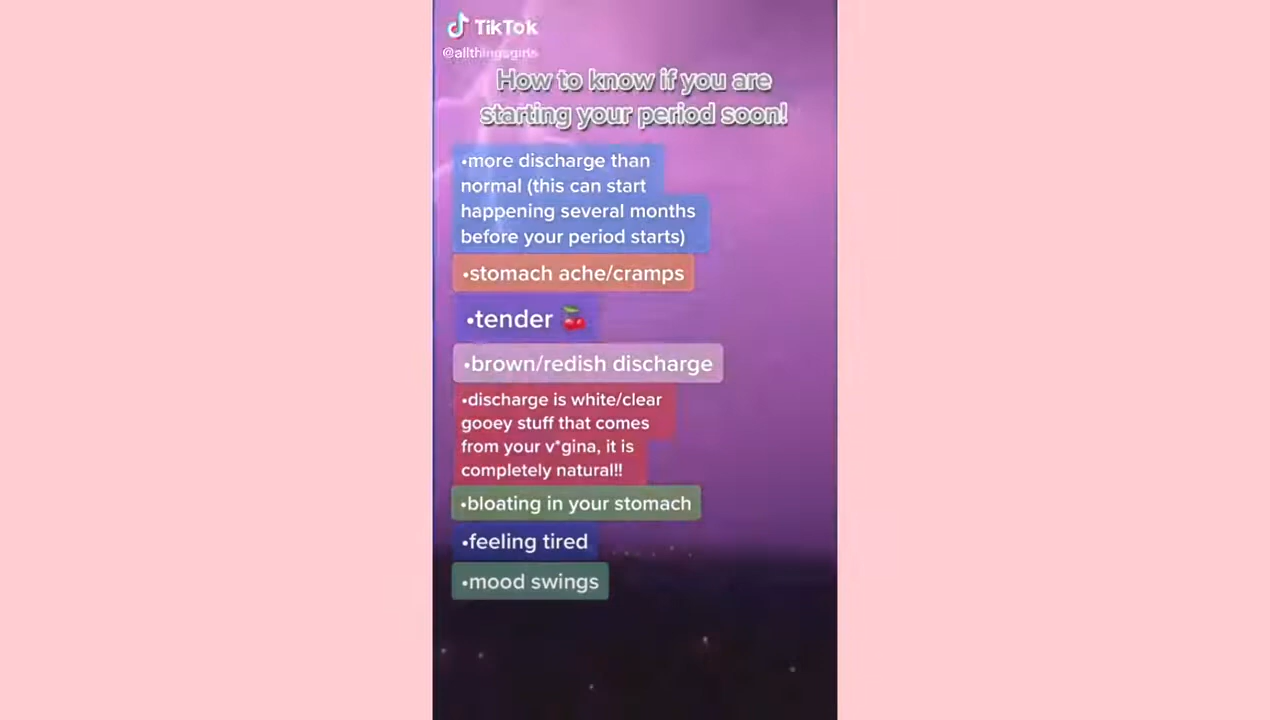 TikTok
@allthingsgirls
How to know if you are
starting your period soon!
•more discharge than
normal (this can start
happening several months
before your period starts)
•stomach ache/cramps
•tender 🍒
•brown/redish discharge
•discharge is white/clear
gooey stuff that comes
from your v*gina, it is
completely natural!!
•bloating in your stomach
•feeling tired
•mood swings